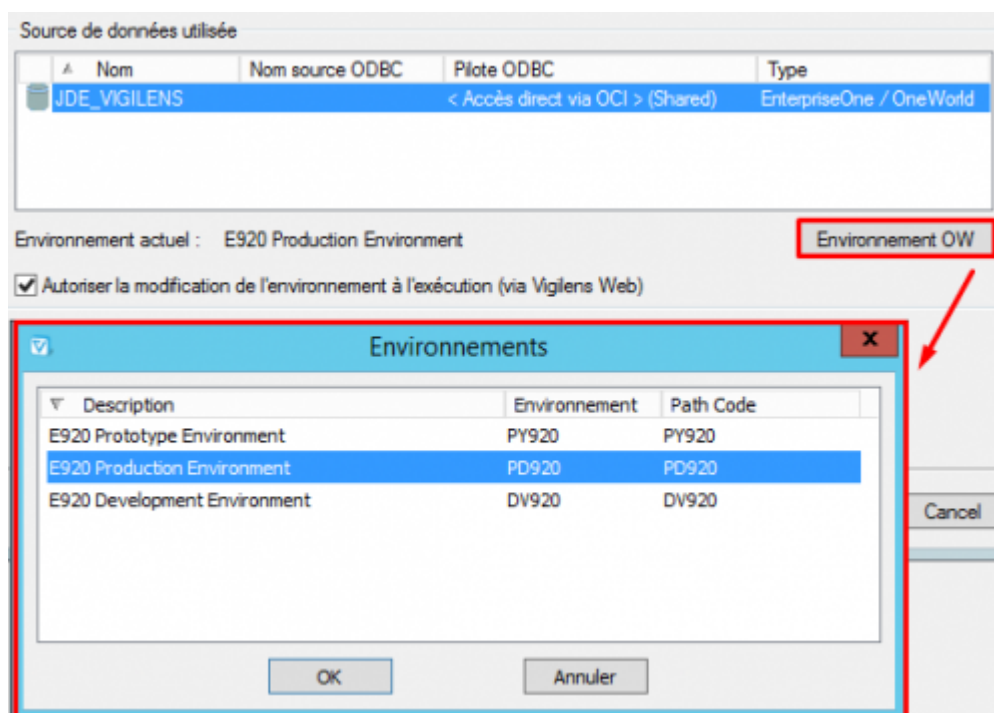 Source de données utilisée
Nom Nom source ODBC Pilote ODBC Type
JDE_VIGILENS < Accès direct via OCI > (Shared) EnterpriseOne / OneWorld
Environnement actuel : E920 Production Environment Environnement OW
Autoriser la modification de l'environnement à l'exécution (via Vigilens Web)
Environnements
Description Environnement Path Code
E920 Prototype Environment PY920 PY920
E920 Production Environment PD920 PD920
E920 Development Environment DV920 DV920
Cancel
OK Annuler